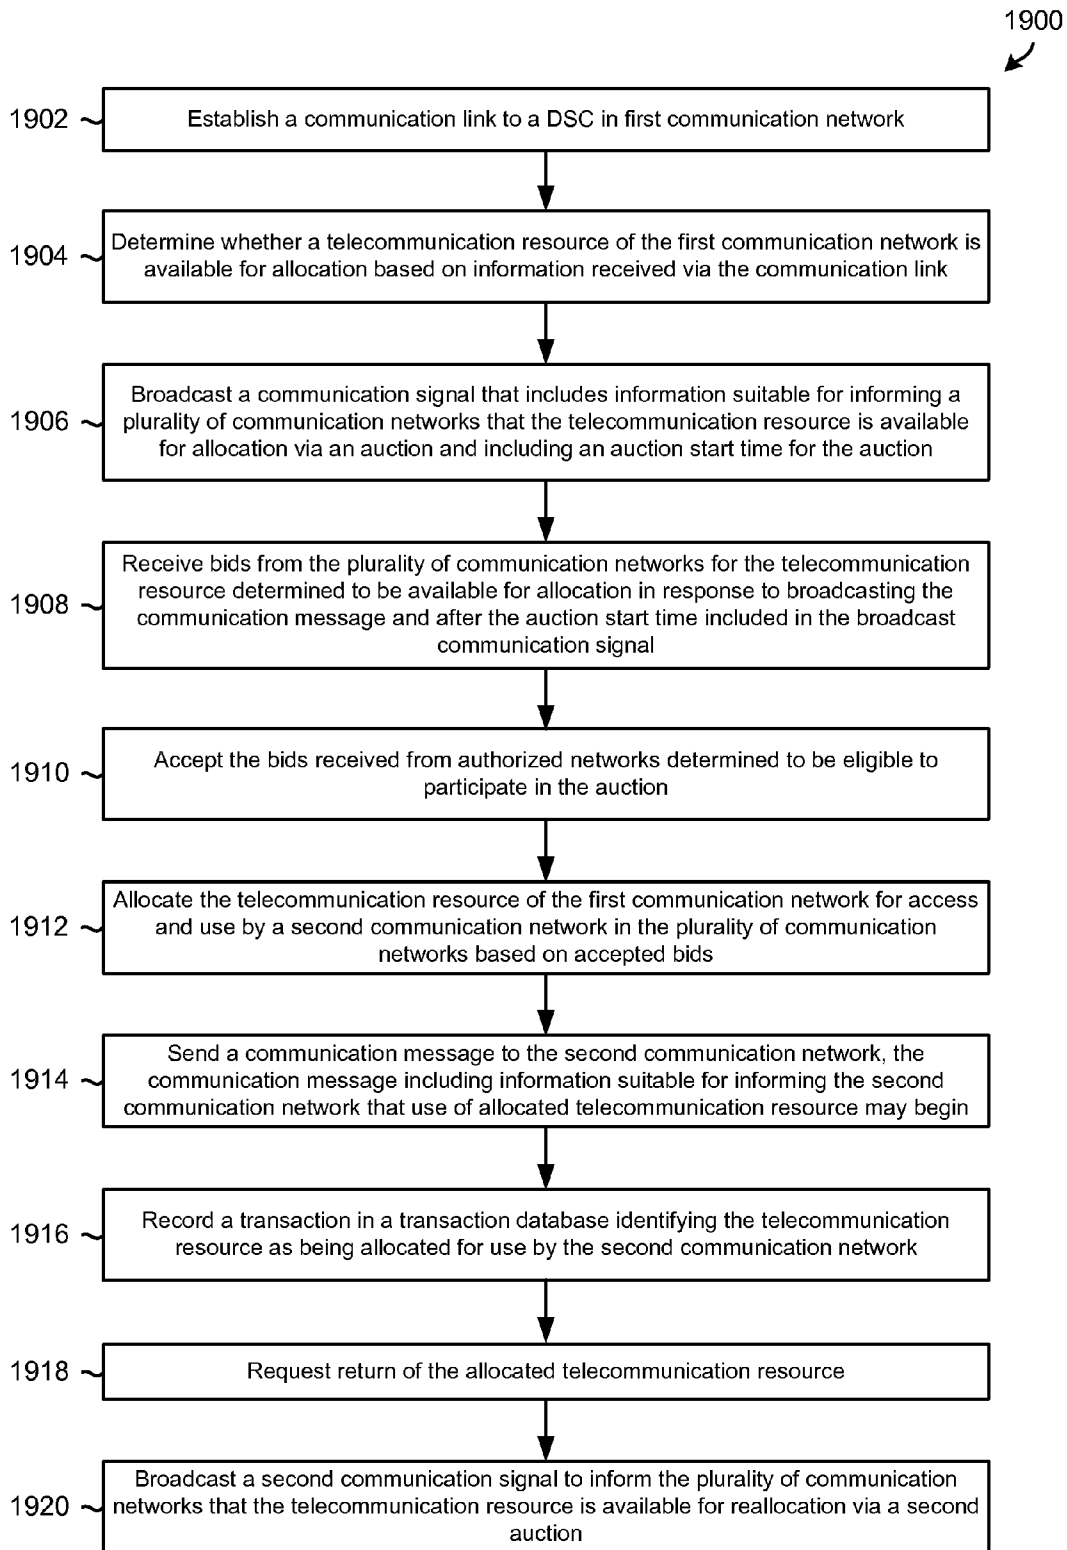 1900
1902
Establish a communication link to a DSC in first communication network
1904
Determine whether a telecommunication resource of the first communication network is
available for allocation based on information received via the communication link
1906
Broadcast a communication signal that includes information suitable for informing a
plurality of communication networks that the telecommunication resource is available
for allocation via an auction and including an auction start time for the auction
1908
Receive bids from the plurality of communication networks for the telecommunication
resource determined to be available for allocation in response to broadcasting the
communication message and after the auction start time included in the broadcast
communication signal
1910
Accept the bids received from authorized networks determined to be eligible to
participate in the auction
1912
Allocate the telecommunication resource of the first communication network for access
and use by a second communication network in the plurality of communication
networks based on accepted bids
1914
Send a communication message to the second communication network, the
communication message including information suitable for informing the second
communication network that use of allocated telecommunication resource may begin
1916
Record a transaction in a transaction database identifying the telecommunication
resource as being allocated for use by the second communication network
1918
Request return of the allocated telecommunication resource
1920
Broadcast a second communication signal to inform the plurality of communication
networks that the telecommunication resource is available for reallocation via a second
auction